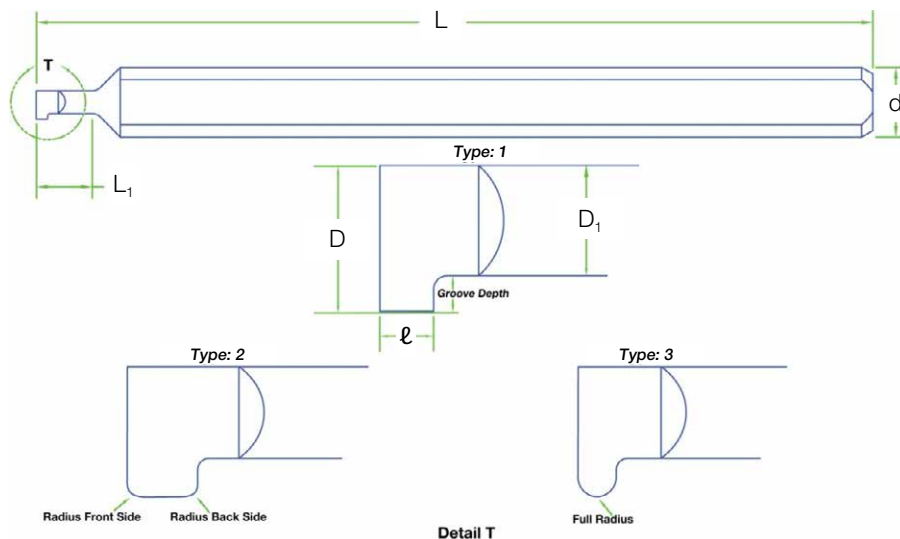 L
T
d
L₁
Type: 1
D
D₁
Groove Depth
ℓ
Type: 2
Type: 3
Radius Front Side
Radius Back Side
Full Radius
Detail T